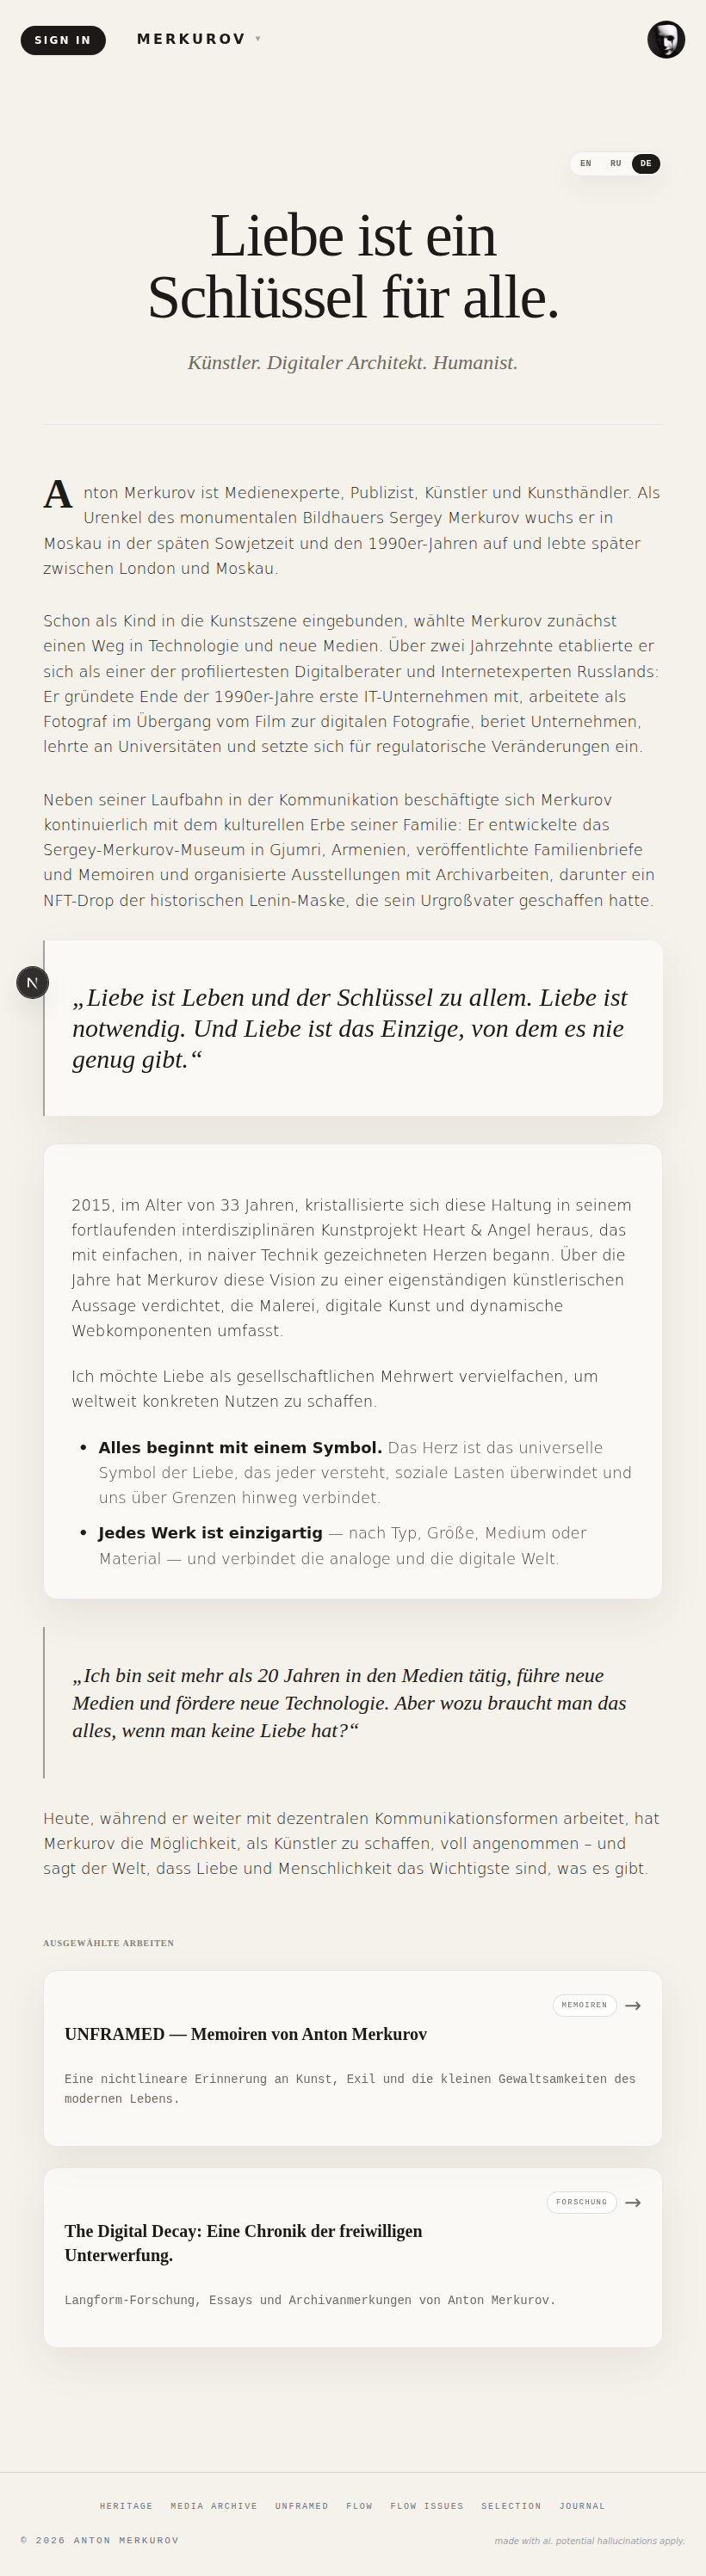 SIGN IN
MERKUROV ▾
EN RU DE
Liebe ist ein
Schlüssel für alle.
Künstler. Digitaler Architekt. Humanist.
Anton Merkurov ist Medienexperte, Publizist, Künstler und Kunsthändler. Als
Urenkel des monumentalen Bildhauers Sergey Merkurov wuchs er in
Moskau in der späten Sowjetzeit und den 1990er-Jahren auf und lebte später
zwischen London und Moskau.
Schon als Kind in die Kunstszene eingebunden, wählte Merkurov zunächst
einen Weg in Technologie und neue Medien. Über zwei Jahrzehnte etablierte er
sich als einer der profiliertesten Digitalberater und Internetexperten Russlands:
Er gründete Ende der 1990er-Jahre erste IT-Unternehmen mit, arbeitete als
Fotograf im Übergang vom Film zur digitalen Fotografie, beriet Unternehmen,
lehrte an Universitäten und setzte sich für regulatorische Veränderungen ein.
Neben seiner Laufbahn in der Kommunikation beschäftigte sich Merkurov
kontinuierlich mit dem kulturellen Erbe seiner Familie: Er entwickelte das
Sergey-Merkurov-Museum in Gjumri, Armenien, veröffentlichte Familienbriefe
und Memoiren und organisierte Ausstellungen mit Archivarbeiten, darunter ein
NFT-Drop der historischen Lenin-Maske, die sein Urgroßvater geschaffen hatte.
N
„Liebe ist Leben und der Schlüssel zu allem. Liebe ist
notwendig. Und Liebe ist das Einzige, von dem es nie
genug gibt.“
2015, im Alter von 33 Jahren, kristallisierte sich diese Haltung in seinem
fortlaufenden interdisziplinären Kunstprojekt Heart & Angel heraus, das
mit einfachen, in naiver Technik gezeichneten Herzen begann. Über die
Jahre hat Merkurov diese Vision zu einer eigenständigen künstlerischen
Aussage verdichtet, die Malerei, digitale Kunst und dynamische
Webkomponenten umfasst.
Ich möchte Liebe als gesellschaftlichen Mehrwert vervielfachen, um
weltweit konkreten Nutzen zu schaffen.
• Alles beginnt mit einem Symbol. Das Herz ist das universelle
Symbol der Liebe, das jeder versteht, soziale Lasten überwindet und
uns über Grenzen hinweg verbindet.
• Jedes Werk ist einzigartig — nach Typ, Größe, Medium oder
Material — und verbindet die analoge und die digitale Welt.
„Ich bin seit mehr als 20 Jahren in den Medien tätig, führe neue
Medien und fördere neue Technologie. Aber wozu braucht man das
alles, wenn man keine Liebe hat?“
Heute, während er weiter mit dezentralen Kommunikationsformen arbeitet, hat
Merkurov die Möglichkeit, als Künstler zu schaffen, voll angenommen – und
sagt der Welt, dass Liebe und Menschlichkeit das Wichtigste sind, was es gibt.
AUSGEWÄHLTE ARBEITEN
MEMOIREN →
UNFRAMED — Memoiren von Anton Merkurov
Eine nichtlineare Erinnerung an Kunst, Exil und die kleinen Gewaltsamkeiten des
modernen Lebens.
FORSCHUNG →
The Digital Decay: Eine Chronik der freiwilligen
Unterwerfung.
Langform-Forschung, Essays und Archivanmerkungen von Anton Merkurov.
HERITAGE MEDIA ARCHIVE UNFRAMED FLOW FLOW ISSUES SELECTION JOURNAL
© 2026 ANTON MERKUROV
made with ai. potential hallucinations apply.